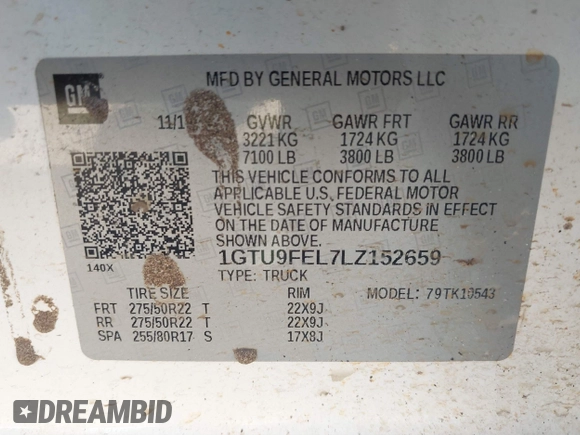 GM
MFD BY GENERAL MOTORS LLC
11/1
GVWR GAWR FRT GAWR RR
3221 KG 1724 KG 1724 KG
7100 LB 3800 LB 3800 LB
THIS VEHICLE CONFORMS TO ALL
APPLICABLE U.S. FEDERAL MOTOR
VEHICLE SAFETY STANDARDS IN EFFECT
ON THE DATE OF MANUFACTURE
SHOWN ABOVE.
1GTU9FEL7LZ152659
140X
TYPE: TRUCK
TIRE SIZE RIM MODEL: 79TK10543
FRT 275/50R22 T 22X9J
RR 275/50R22 T 22X9J
SPA 255/80R17 S 17X8J
DREAMBID